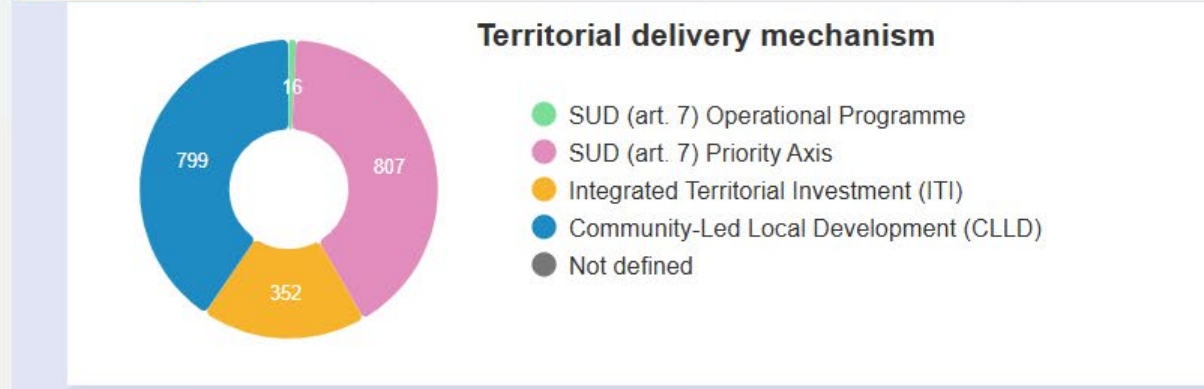 Territorial delivery mechanism
16
799
807
352
SUD (art. 7) Operational Programme
SUD (art. 7) Priority Axis
Integrated Territorial Investment (ITI)
Community-Led Local Development (CLLD)
Not defined